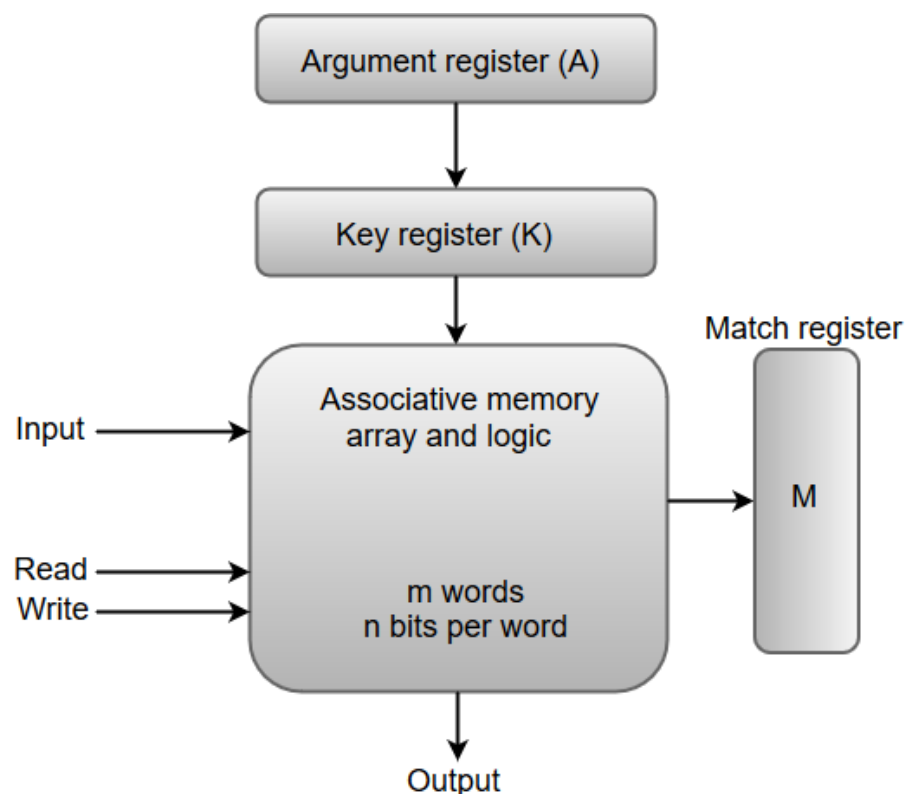 Argument register (A)
Key register (K)
Match register
Associative memory
array and logic
Input
M
Read
Write
m words
n bits per word
Output